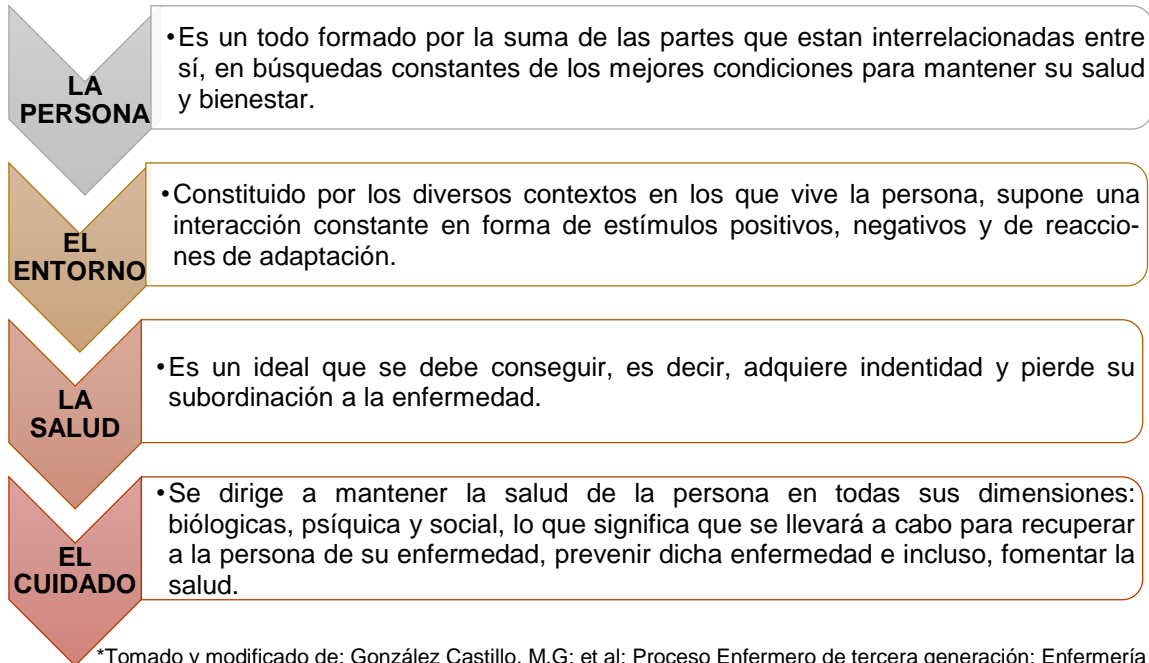 LA
PERSONA
•Es un todo formado por la suma de las partes que estan interrelacionadas entre
sí, en búsquedas constantes de los mejores condiciones para mantener su salud
y bienestar.
EL
ENTORNO
•Constituido por los diversos contextos en los que vive la persona, supone una
interacción constante en forma de estímulos positivos, negativos y de reaccio-
nes de adaptación.
LA
SALUD
•Es un ideal que se debe conseguir, es decir, adquiere indentidad y pierde su
subordinación a la enfermedad.
EL
CUIDADO
•Se dirige a mantener la salud de la persona en todas sus dimensiones:
biólogicas, psíquica y social, lo que significa que se llevará a cabo para recuperar
a la persona de su enfermedad, prevenir dicha enfermedad e incluso, fomentar la
salud.
*Tomado y modificado de: González Castillo, M.G; et al: Proceso Enfermero de tercera generación: Enfermería